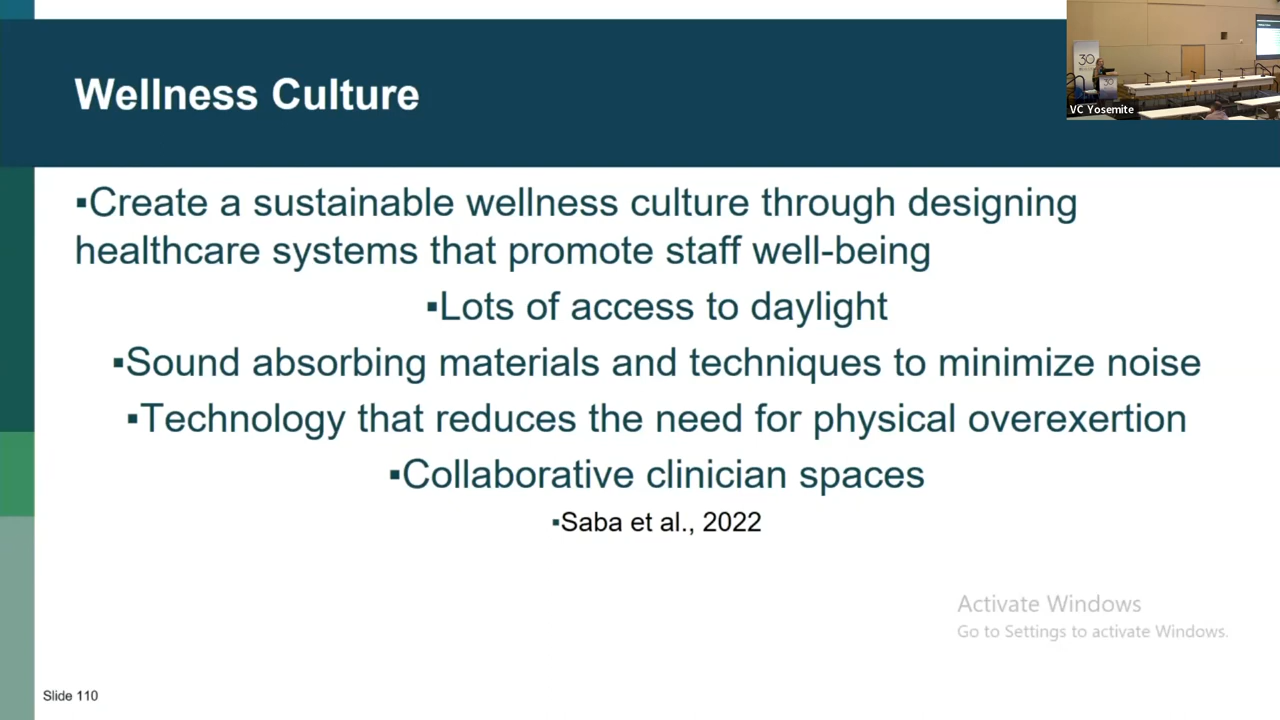 Wellness Culture
30
30
VC Yosemite
▪Create a sustainable wellness culture through designing
healthcare systems that promote staff well-being
▪Lots of access to daylight
▪Sound absorbing materials and techniques to minimize noise
▪Technology that reduces the need for physical overexertion
▪Collaborative clinician spaces
▪Saba et al., 2022
Activate Windows
Go to Settings to activate Windows.
Slide 110